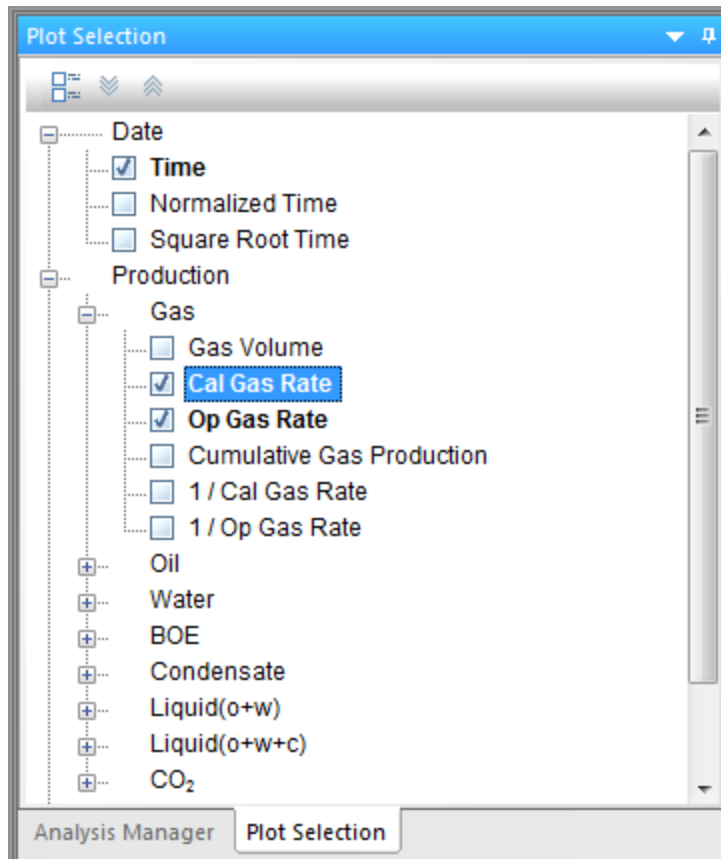 Plot Selection
Date
Time
Normalized Time
Square Root Time
Production
Gas
Gas Volume
Cal Gas Rate
Op Gas Rate
Cumulative Gas Production
1 / Cal Gas Rate
1 / Op Gas Rate
Oil
Water
BOE
Condensate
Liquid(o+w)
Liquid(o+w+c)
CO₂
Analysis Manager Plot Selection